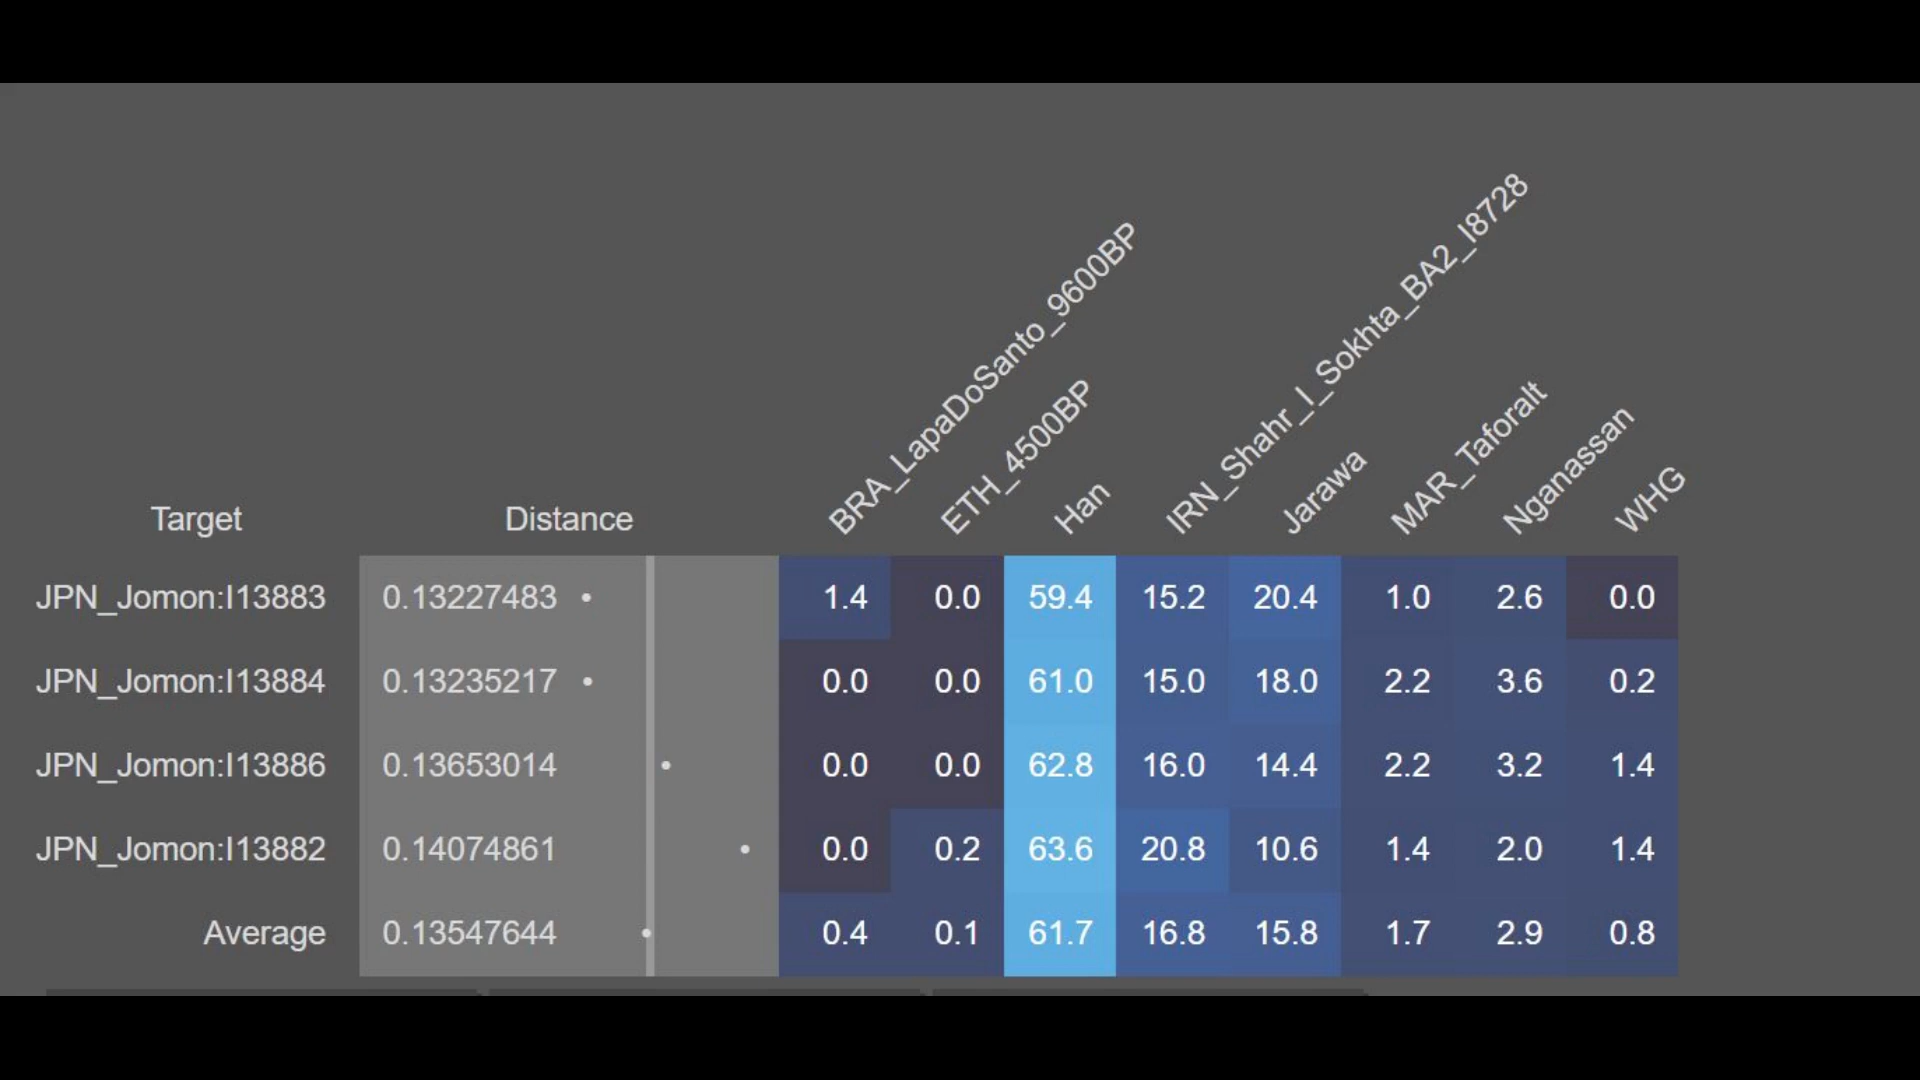 Target Distance BRA_LapaDoSanto_9600BP ETH_4500BP Han IRN_Shahr_I_Sokhta_BA2_I8728 Jarawa MAR_Taforalt Nganassan WHG
JPN_Jomon:I13883 0.13227483 1.4 0.0 59.4 15.2 20.4 1.0 2.6 0.0
JPN_Jomon:I13884 0.13235217 0.0 0.0 61.0 15.0 18.0 2.2 3.6 0.2
JPN_Jomon:I13886 0.13653014 0.0 0.0 62.8 16.0 14.4 2.2 3.2 1.4
JPN_Jomon:I13882 0.14074861 0.0 0.2 63.6 20.8 10.6 1.4 2.0 1.4
Average 0.13547644 0.4 0.1 61.7 16.8 15.8 1.7 2.9 0.8